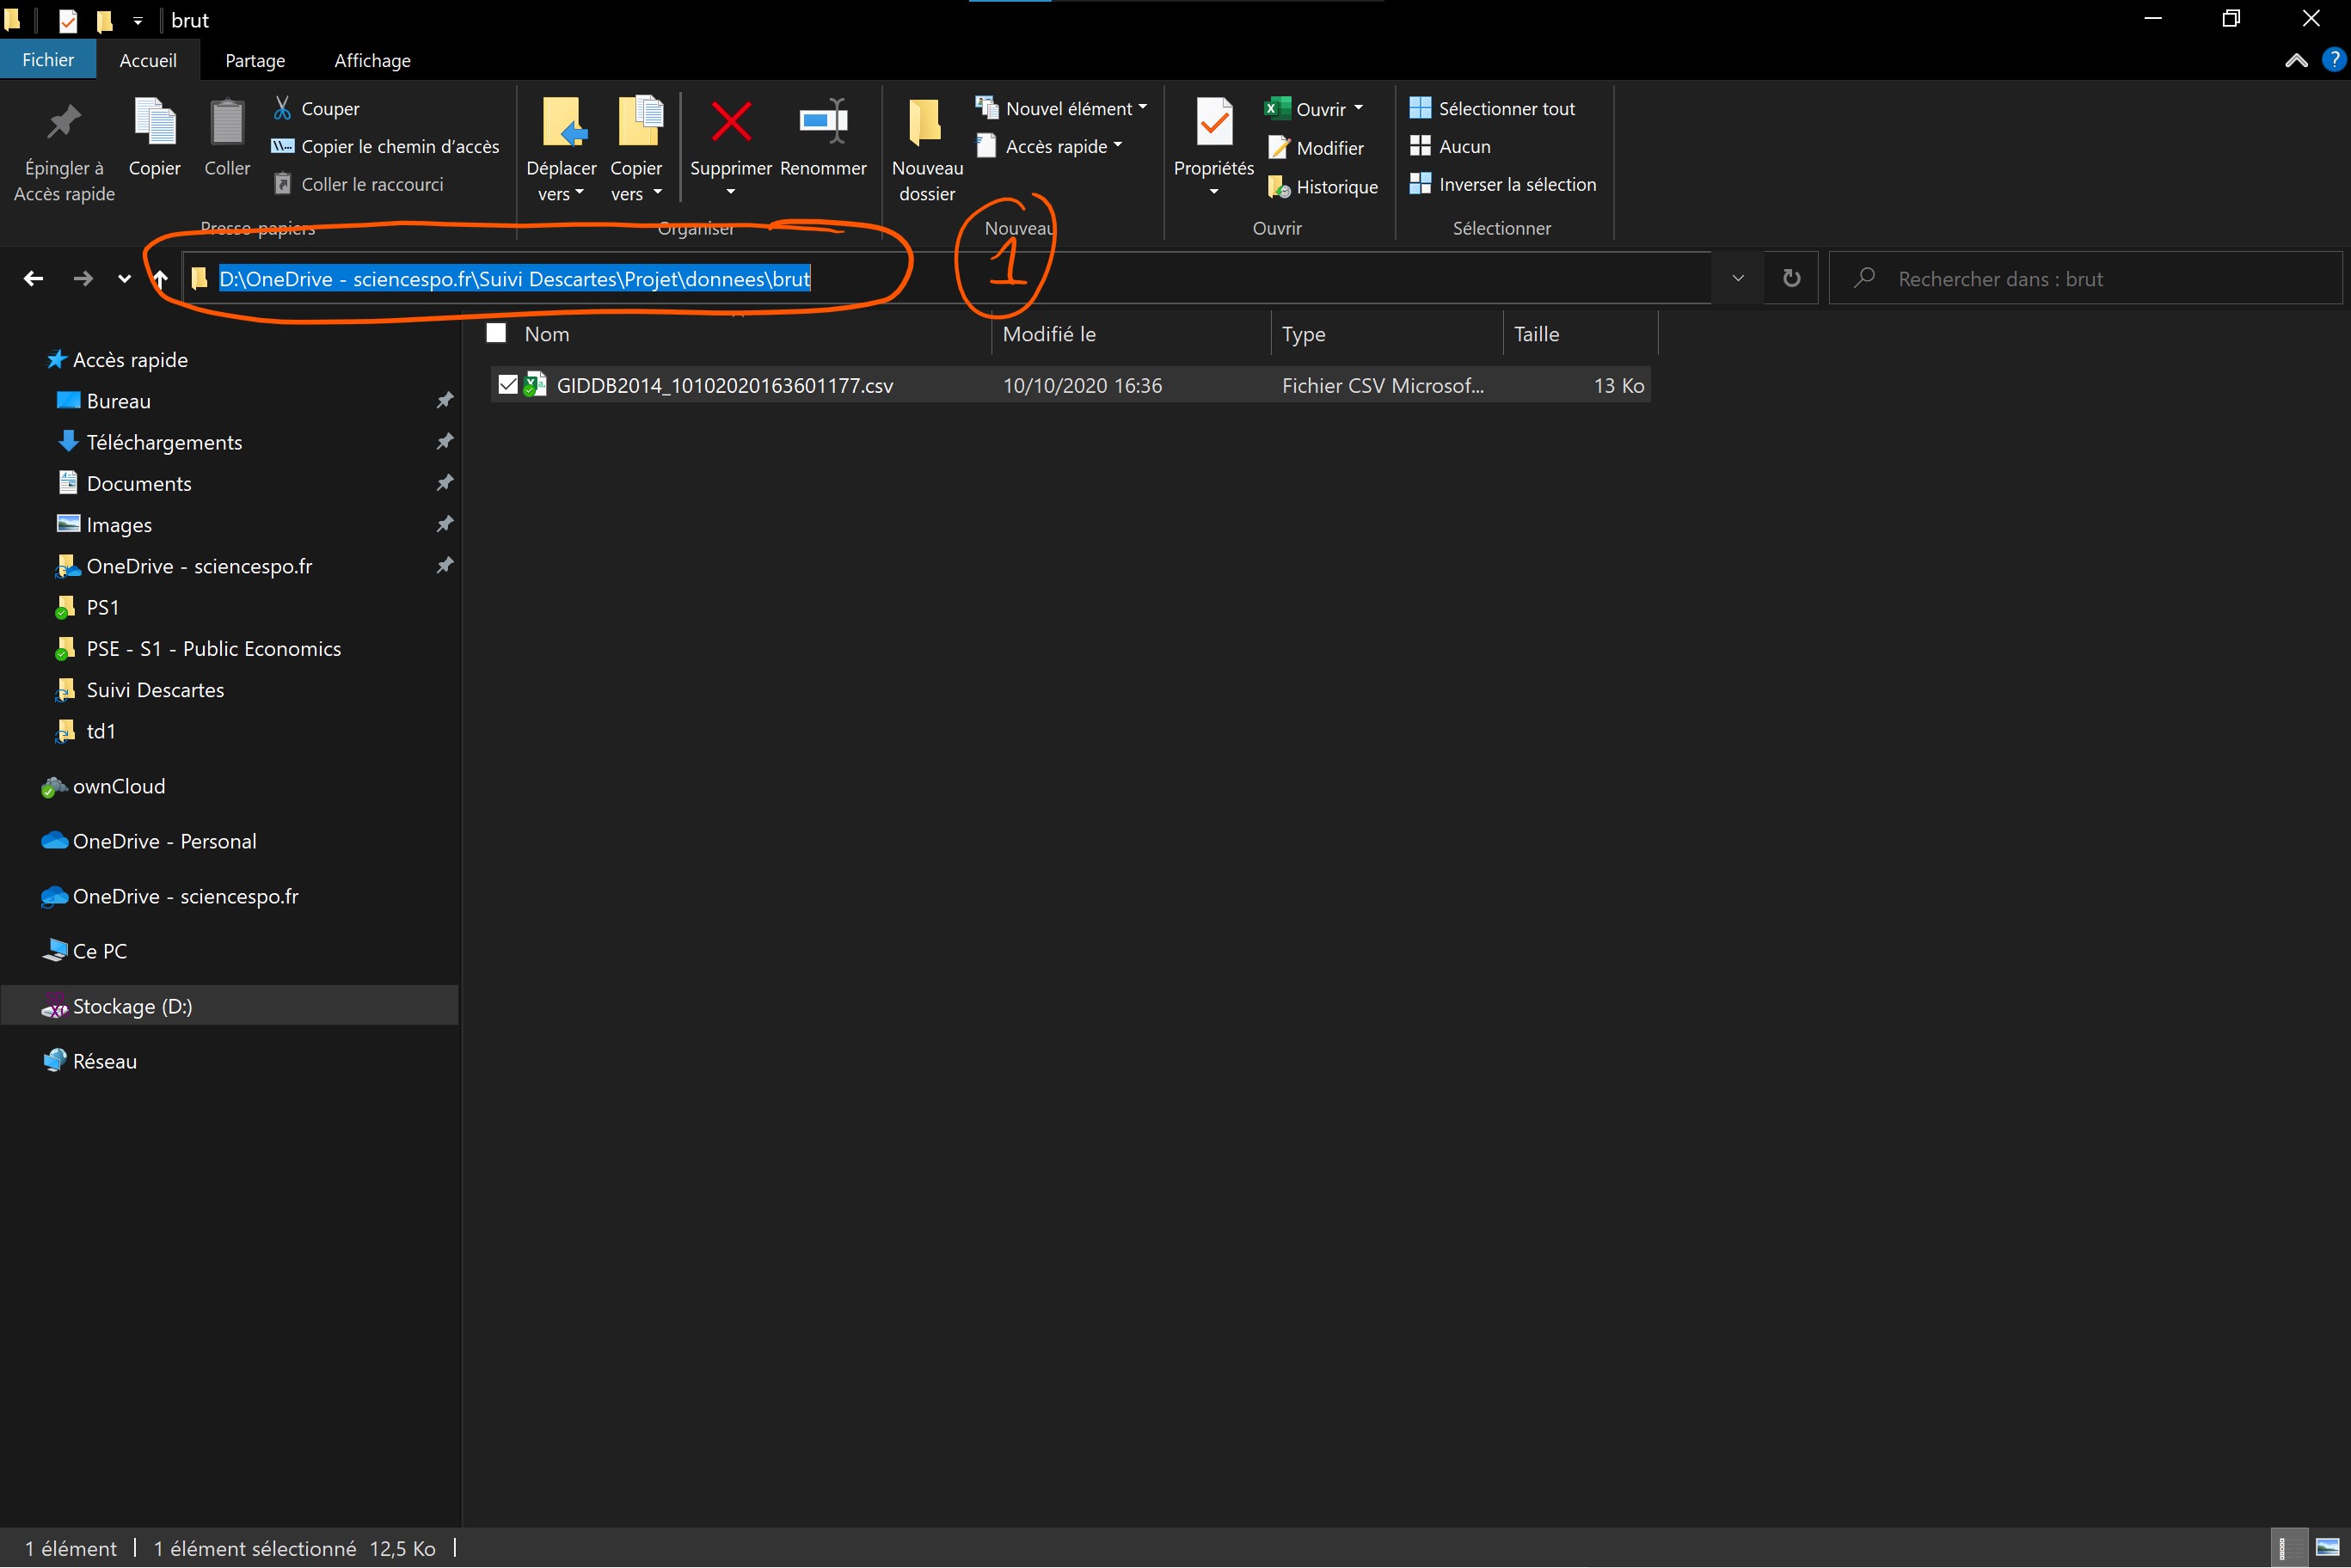 brut
Fichier Accueil Partage Affichage
Épingler à
Accès rapide
Copier
Coller
Couper
Copier le chemin d'accès
Coller le raccourci
Presse-papiers
Déplacer
vers
Copier
vers
Supprimer
Renommer
Organiser
Nouveau
dossier
Nouvel élément
Accès rapide
Nouveau
Propriétés
Ouvrir
Modifier
Historique
Ouvrir
Sélectionner tout
Aucun
Inverser la sélection
Sélectionner
1
D:\OneDrive - sciencespo.fr\Suivi Descartes\Projet\donnees\brut
Rechercher dans : brut
Nom Modifié le Type Taille
GIDDB2014_10102020163601177.csv 10/10/2020 16:36 Fichier CSV Microsof... 13 Ko
Accès rapide
Bureau
Téléchargements
Documents
Images
OneDrive - sciencespo.fr
PS1
PSE - S1 - Public Economics
Suivi Descartes
td1
ownCloud
OneDrive - Personal
OneDrive - sciencespo.fr
Ce PC
Stockage (D:)
Réseau
1 élément 1 élément sélectionné 12,5 Ko